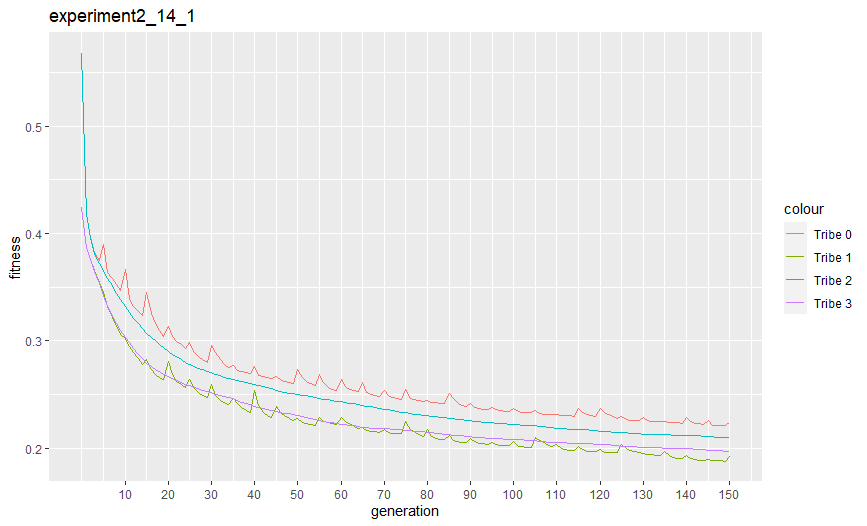 experiment2_14_1
fitness
0.5
0.4
0.3
0.2
10 20 30 40 50 60 70 80 90 100 110 120 130 140 150
generation
colour
Tribe 0
Tribe 1
Tribe 2
Tribe 3